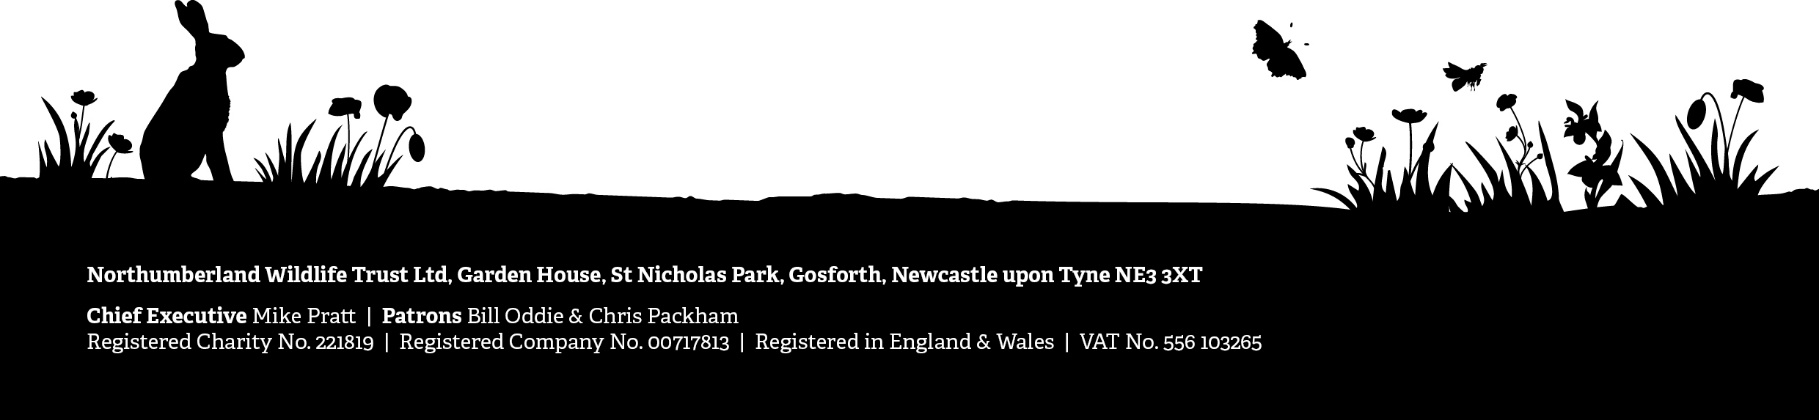 Northumberland Wildlife Trust Ltd, Garden House, St Nicholas Park, Gosforth, Newcastle upon Tyne NE3 3XT
Chief Executive Mike Pratt | Patrons Bill Oddie & Chris Packham
Registered Charity No. 221819 | Registered Company No. 00717813 | Registered in England & Wales | VAT No. 556 103265